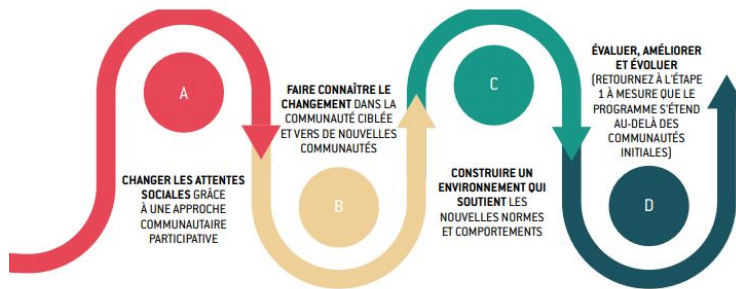 A
CHANGER LES ATTENTES
SOCIALES GRÂCE
À UNE APPROCHE
COMMUNAUTAIRE
PARTICIPATIVE
FAIRE CONNAÎTRE LE
CHANGEMENT DANS LA
COMMUNAUTÉ CIBLÉE
ET VERS DE NOUVELLES
COMMUNAUTÉS
B
C
CONSTRUIRE UN
ENVIRONNEMENT QUI
SOUTIENT LES
NOUVELLES NORMES
ET COMPORTEMENTS
ÉVALUER, AMÉLIORER
ET ÉVOLUER
(RETOURNEZ À L'ÉTAPE
1 À MESURE QUE LE
PROGRAMME S'ÉTEND
AU-DELÀ DES
COMMUNAUTÉS
INITIALES)
D